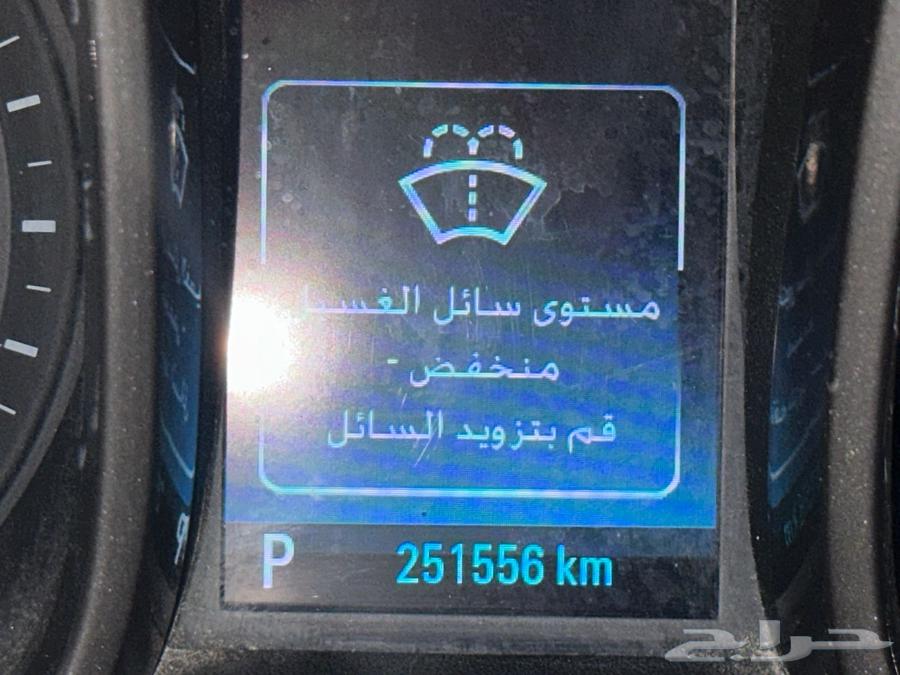 مستوى سائل
منخفض -
قم بتزويد السائل
P 251556 km
حراج